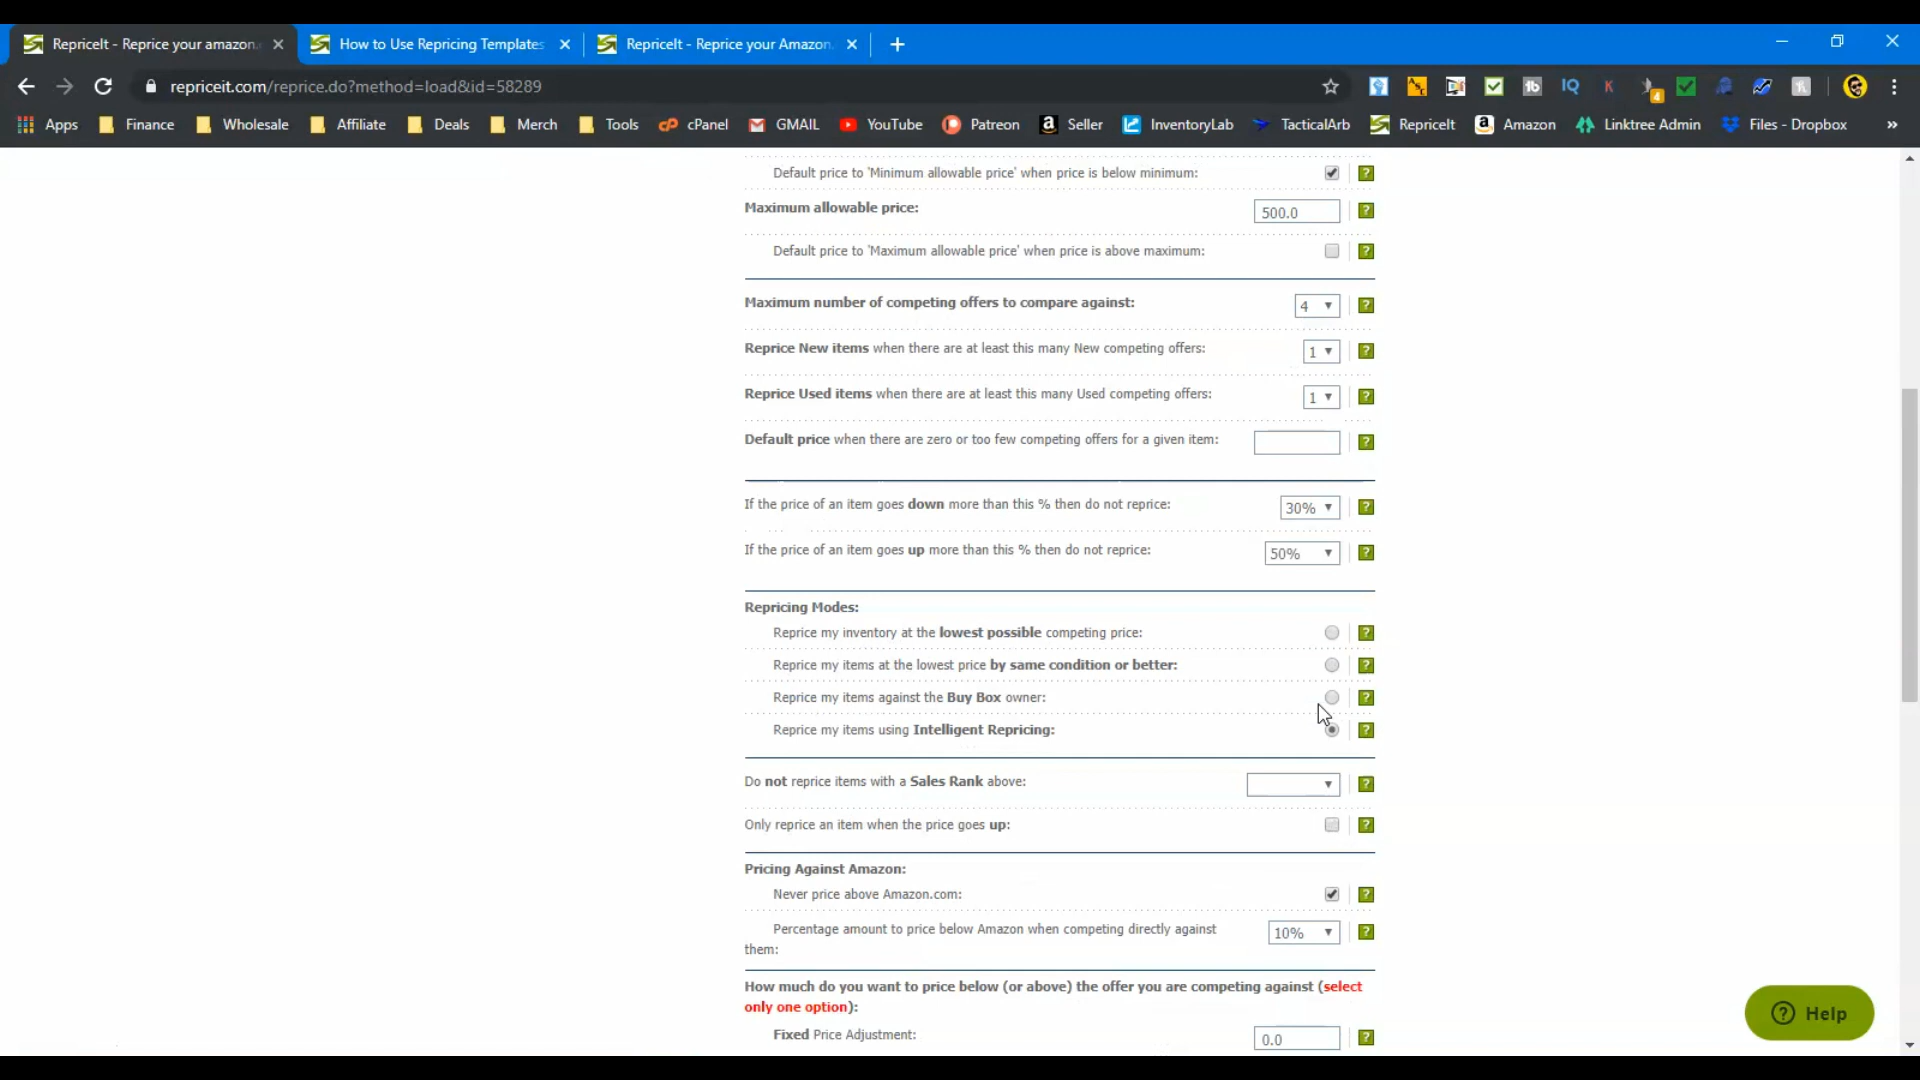 RepriceIt - Reprice your amazon.
How to Use Repricing Templates
RepriceIt - Reprice your Amazon.
repriceit.com/reprice.do?method=load&id=58289
Apps Finance Wholesale Affiliate Deals Merch Tools cPanel GMAIL YouTube Patreon Seller InventoryLab TacticalArb RepriceIt Amazon Linktree Admin Files - Dropbox »
Default price to 'Minimum allowable price' when price is below minimum: ?
Maximum allowable price: 500.0 ?
Default price to 'Maximum allowable price' when price is above maximum: ?
Maximum number of competing offers to compare against: 4 ?
Reprice New items when there are at least this many New competing offers: 1 ?
Reprice Used items when there are at least this many Used competing offers: 1 ?
Default price when there are zero or too few competing offers for a given item: ?
If the price of an item goes down more than this % then do not reprice: 30% ?
If the price of an item goes up more than this % then do not reprice: 50% ?
Repricing Modes:
Reprice my inventory at the lowest possible competing price: ?
Reprice my items at the lowest price by same condition or better: ?
Reprice my items against the Buy Box owner: ?
Reprice my items using Intelligent Repricing: ?
Do not reprice items with a Sales Rank above: ?
Only reprice an item when the price goes up: ?
Pricing Against Amazon:
Never price above Amazon.com: ?
Percentage amount to price below Amazon when competing directly against 10% ?
them:
How much do you want to price below (or above) the offer you are competing against (select
only one option):
Fixed Price Adjustment: 0.0 ?
Help